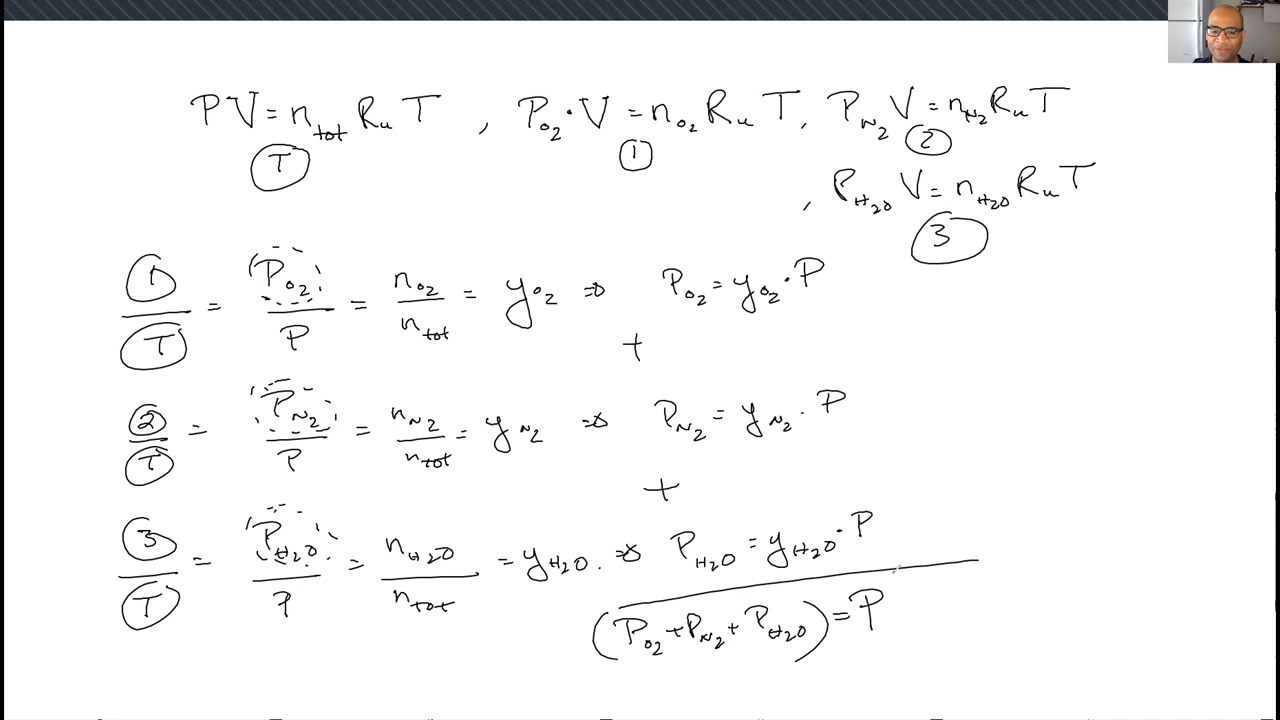 PV = n_tot R_u T , P_O2 · V = n_O2 R_u T, P_N2 V = n_N2 R_u T
Ⓣ ① ②
, P_H2O V = n_H2O R_u T
③
①/Ⓣ = P_O2/P = n_O2/n_tot = y_O2 ⇒ P_O2 = y_O2 · P
+
②/Ⓣ = P_N2/P = n_N2/n_tot = y_N2 ⇒ P_N2 = y_N2 · P
+
③/Ⓣ = P_H2O/P = n_H2O/n_tot = y_H2O . ⇒ P_H2O = y_H2O · P
(P_O2 + P_N2 + P_H2O) = P